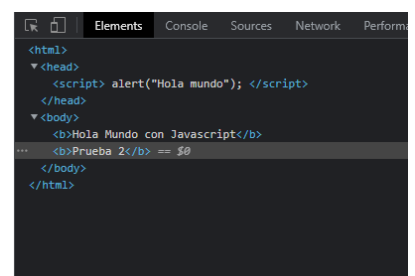 Elements Console Sources Network Performa
<html>
▼<head>
<script> alert("Hola mundo"); </script>
</head>
▼<body>
<b>Hola Mundo con Javascript</b>
... <b>Prueba 2</b> == $0
</body>
</html>